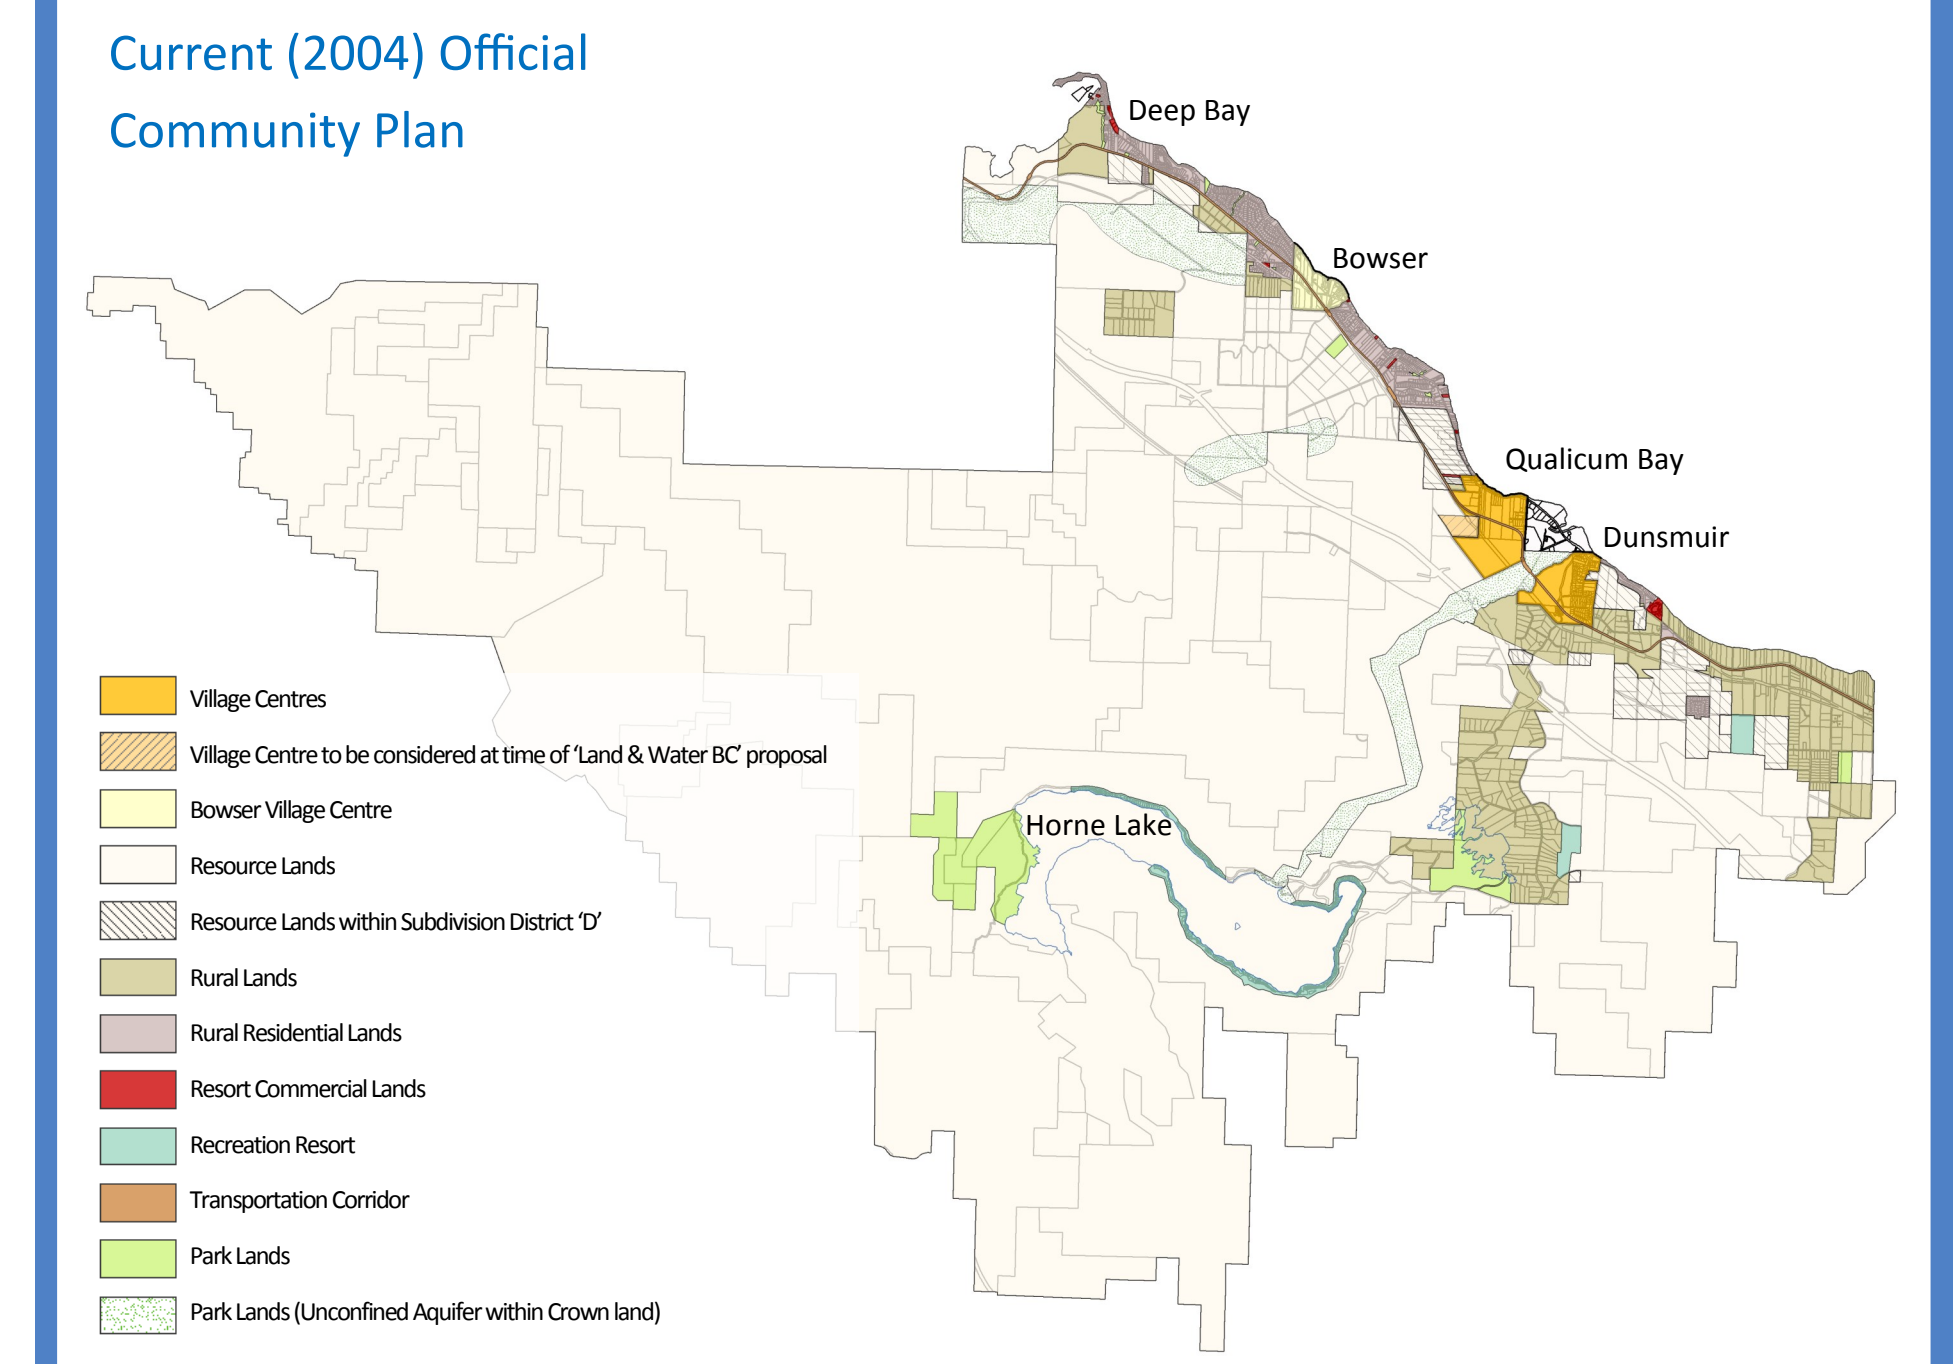 Current (2004) Official
Community Plan
Deep Bay
Bowser
Qualicum Bay
Dunsmuir
Horne Lake
Village Centres
Village Centre to be considered at time of ‘Land & Water BC’ proposal
Bowser Village Centre
Resource Lands
Resource Lands within Subdivision District ‘D’
Rural Lands
Rural Residential Lands
Resort Commercial Lands
Recreation Resort
Transportation Corridor
Park Lands
Park Lands (Unconfined Aquifer within Crown land)